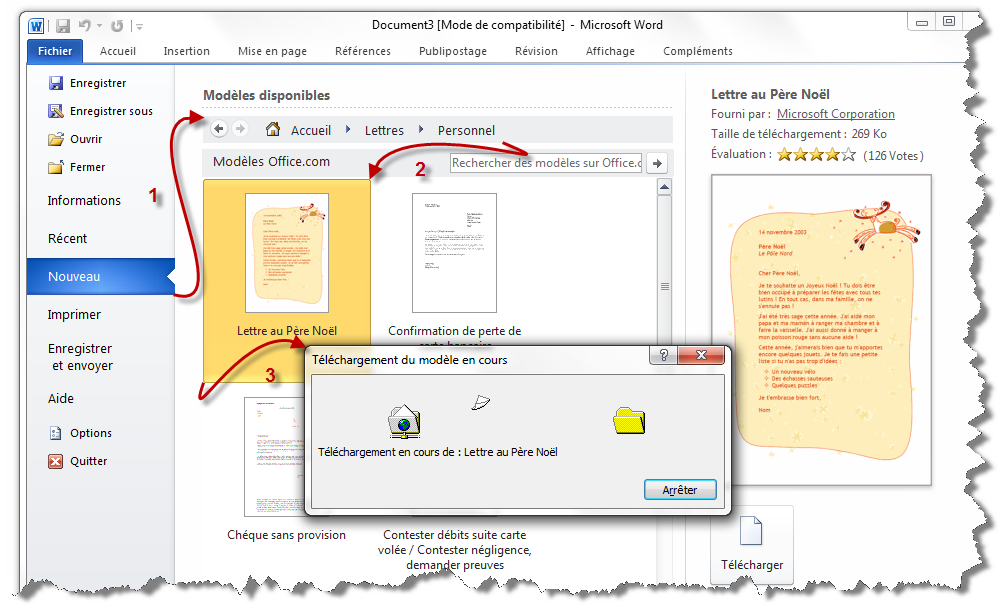 Document3 [Mode de compatibilité] - Microsoft Word
Fichier Accueil Insertion Mise en page Références Publipostage Révision Affichage Compléments
Enregistrer
Enregistrer sous
Ouvrir
Fermer
Informations
Récent
Nouveau
Imprimer
Enregistrer
et envoyer
Aide
Options
Quitter
1
Modèles disponibles
Accueil Lettres Personnel
Modèles Office.com
2
Rechercher des modèles sur Office.c
Lettre au Père Noël
Confirmation de perte de
3
Téléchargement du modèle en cours
?
Téléchargement en cours de : Lettre au Père Noël
Arrêter
Chéque sans provision
Contester débits suite carte
volée / Contester négligence,
demander preuves
Lettre au Père Noël
Fourni par : Microsoft Corporation
Taille de téléchargement : 269 Ko
Évaluation : (126 Votes)
14 novembre 2003
Père Noël
Le Pôle Nord
Cher Père Noël,
Je te souhaite un Joyeux Noël ! Tu dois être
bien occupé à préparer les fêtes avec tous tes
lutins ! En tout cas, dans ma famille, on ne
s'ennuie pas !
J'ai été très sage cette année. J'ai aidé mon
papa et ma maman à ranger ma chambre et à
faire la vaisselle. J'ai aussi donné à manger à
mon poisson rouge sans aucune aide !
Cette année, j'aimerais bien que tu m'apportes
encore quelques jouets. Je te fais une petite
liste si tu n'as pas trop d'idées :
Un nouveau vélo
Des échasses sauteuses
Quelques puzzles
Je t'embrasse bien fort,
Nom
Télécharger